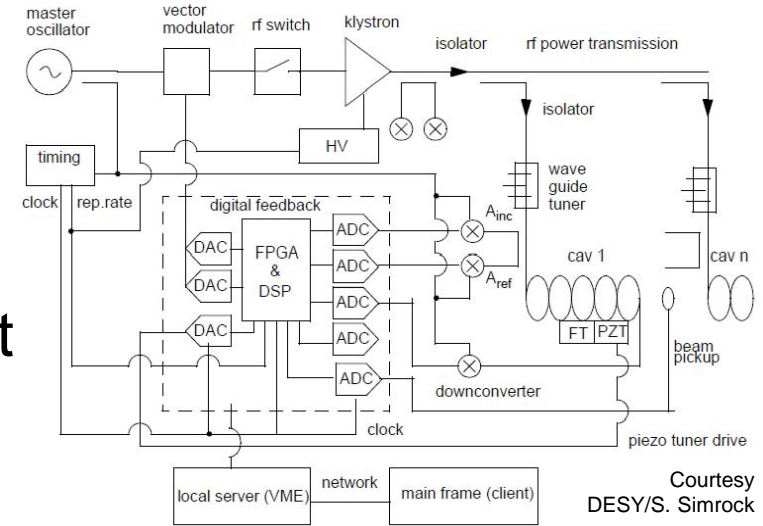 master
oscillator
vector
modulator
rf switch
klystron
isolator
rf power transmission
isolator
HV
timing
clock
rep.rate
digital feedback
wave
guide
tuner
DAC
DAC
DAC
FPGA
&
DSP
ADC
ADC
ADC
ADC
ADC
Ainc
Aref
cav 1
cav n
FT
PZT
beam
pickup
downconverter
clock
piezo tuner drive
local server (VME)
network
main frame (client)
t
Courtesy
DESY/S. Simrock